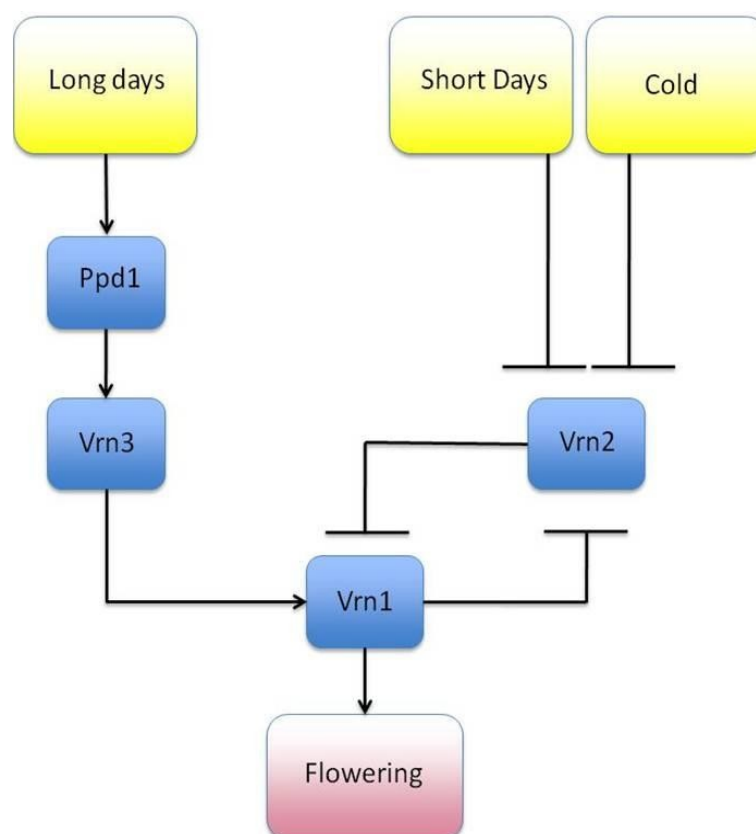 Long days
Short Days
Cold
Ppd1
Vrn3
Vrn2
Vrn1
Flowering